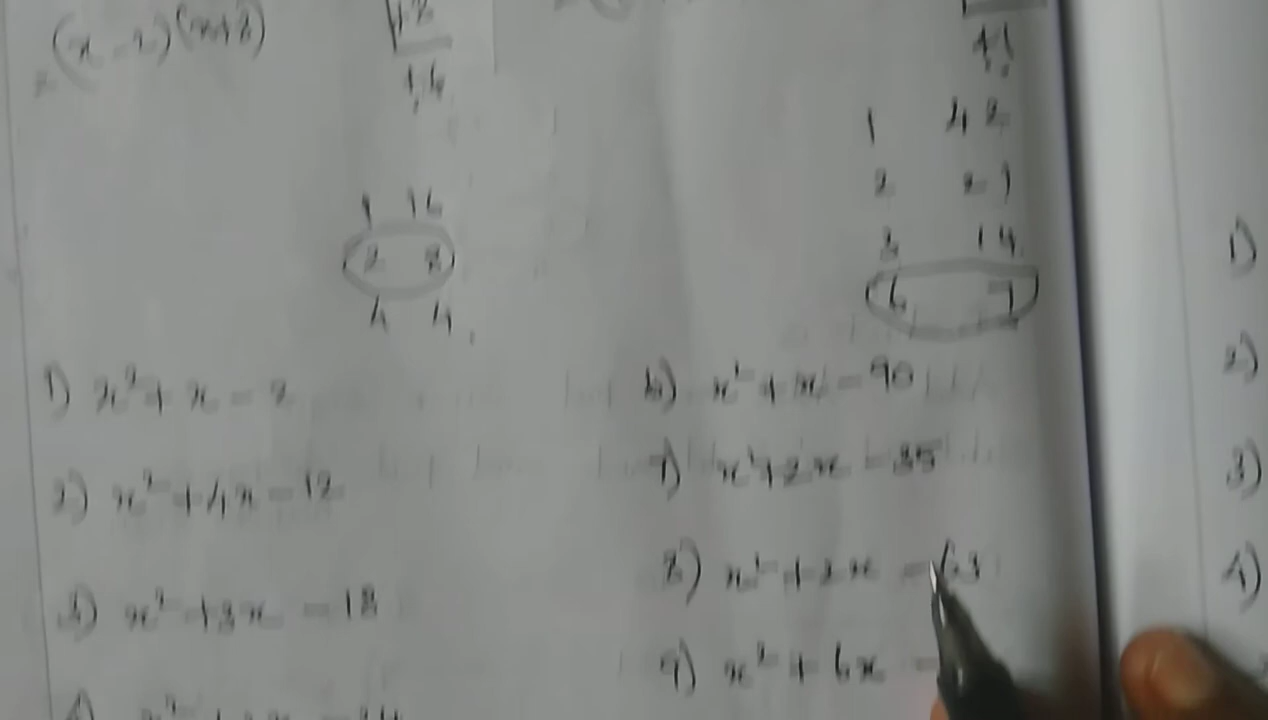 (x - 2)(x+8)
1 16
2 8
4 4
1 42
2 21
3 14
6 7
1) x²+ x - 2
2) x² + 4x - 12
3) x² + 3x - 18
6) x² + x - 90
7) x² + 2x - 35
8) x² + 2x - 63
9) x² + 6x -
1)
2)
3)
4)